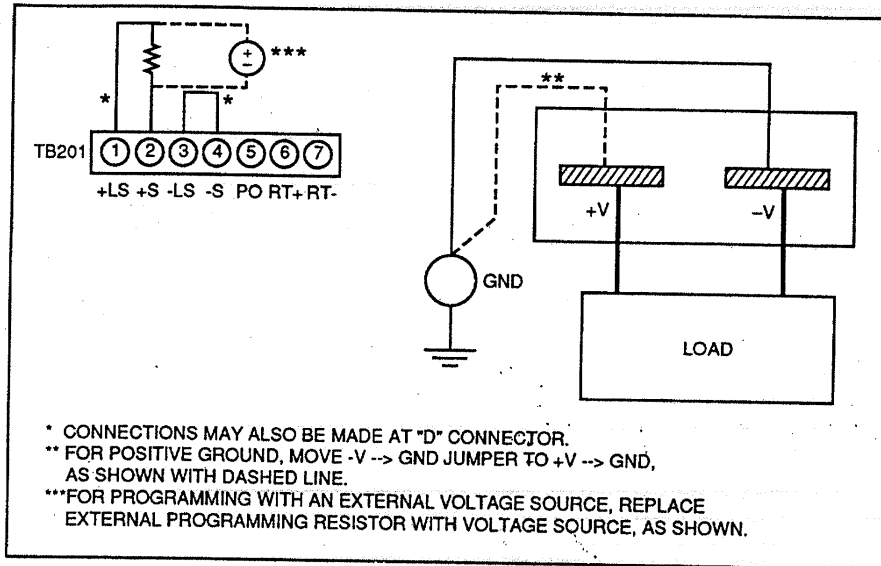 ***
+
−
**
*
*
TB201 1 2 3 4 5 6 7
+LS +S -LS -S PO RT+ RT-
+V
−V
GND
LOAD
* CONNECTIONS MAY ALSO BE MADE AT "D" CONNECTOR.
** FOR POSITIVE GROUND, MOVE -V --> GND JUMPER TO +V --> GND,
AS SHOWN WITH DASHED LINE.
***FOR PROGRAMMING WITH AN EXTERNAL VOLTAGE SOURCE, REPLACE
EXTERNAL PROGRAMMING RESISTOR WITH VOLTAGE SOURCE, AS SHOWN.